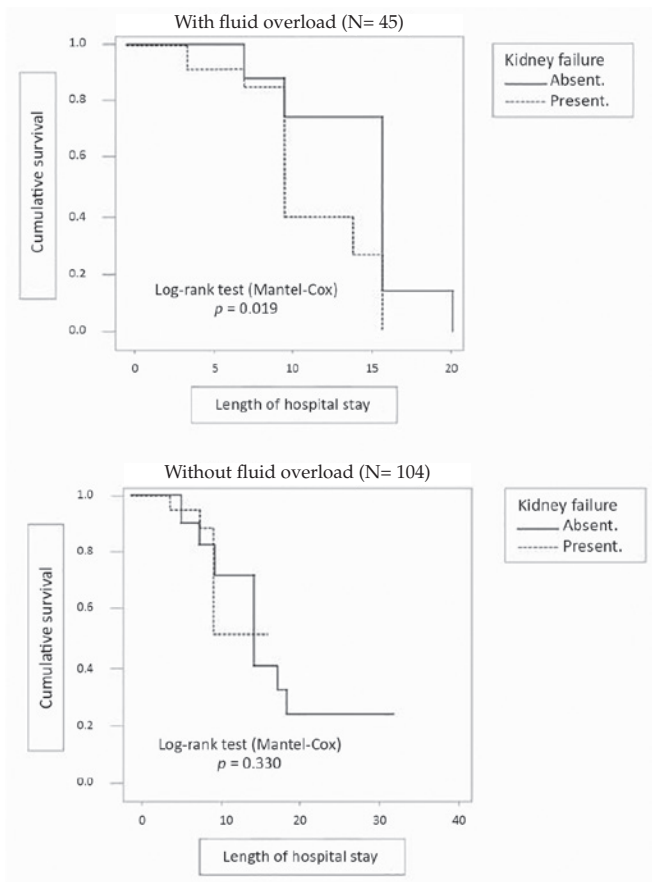 With fluid overload (N= 45)
Kidney failure
Absent.
Present.
Cumulative survival
1.0
0.8
0.6
0.4
0.2
0.0
Log-rank test (Mantel-Cox)
p = 0.019
0 5 10 15 20
Length of hospital stay
Without fluid overload (N= 104)
Kidney failure
Absent.
Present.
Cumulative survival
1.0
0.8
0.6
0.4
0.2
0.0
Log-rank test (Mantel-Cox)
p = 0.330
0 10 20 30 40
Length of hospital stay